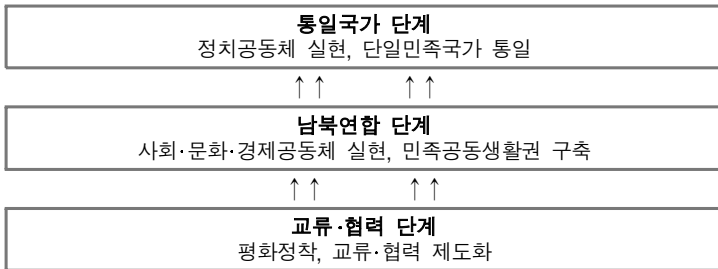 통일국가 단계
정치공동체 실현, 단일민족국가 통일
↑ ↑ ↑ ↑
남북연합 단계
사회·문화·경제공동체 실현, 민족공동생활권 구축
↑ ↑ ↑ ↑
교류·협력 단계
평화정착, 교류·협력 제도화